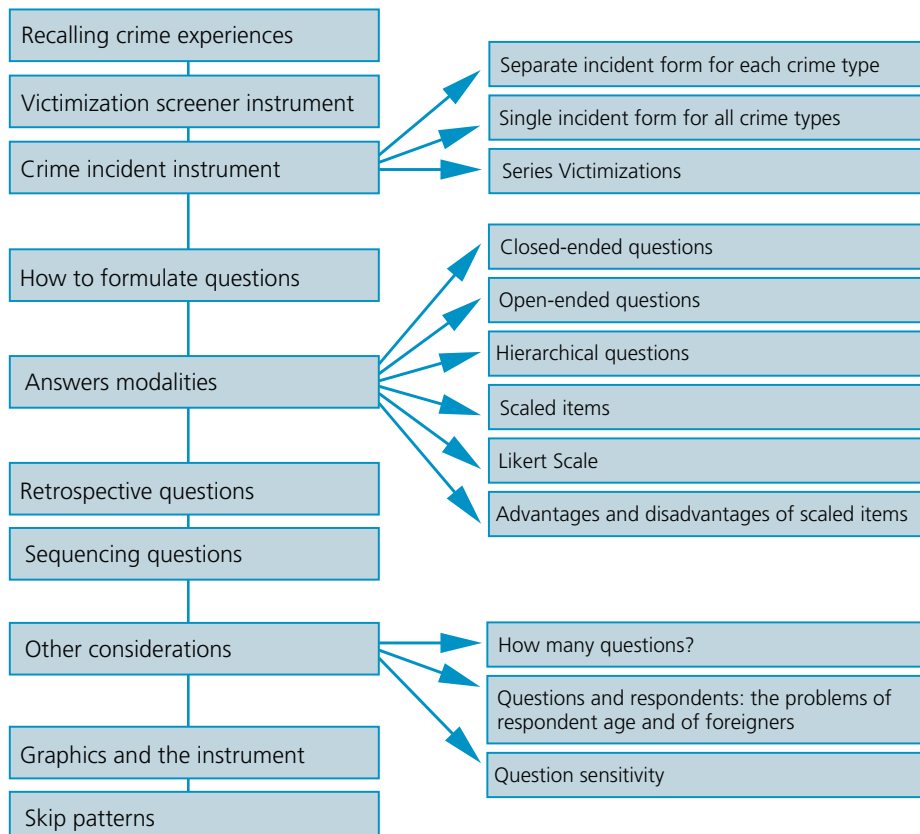 Recalling crime experiences
Victimization screener instrument
Crime incident instrument
Separate incident form for each crime type
Single incident form for all crime types
Series Victimizations
How to formulate questions
Answers modalities
Closed-ended questions
Open-ended questions
Hierarchical questions
Scaled items
Likert Scale
Advantages and disadvantages of scaled items
Retrospective questions
Sequencing questions
Other considerations
How many questions?
Questions and respondents: the problems of
respondent age and of foreigners
Question sensitivity
Graphics and the instrument
Skip patterns